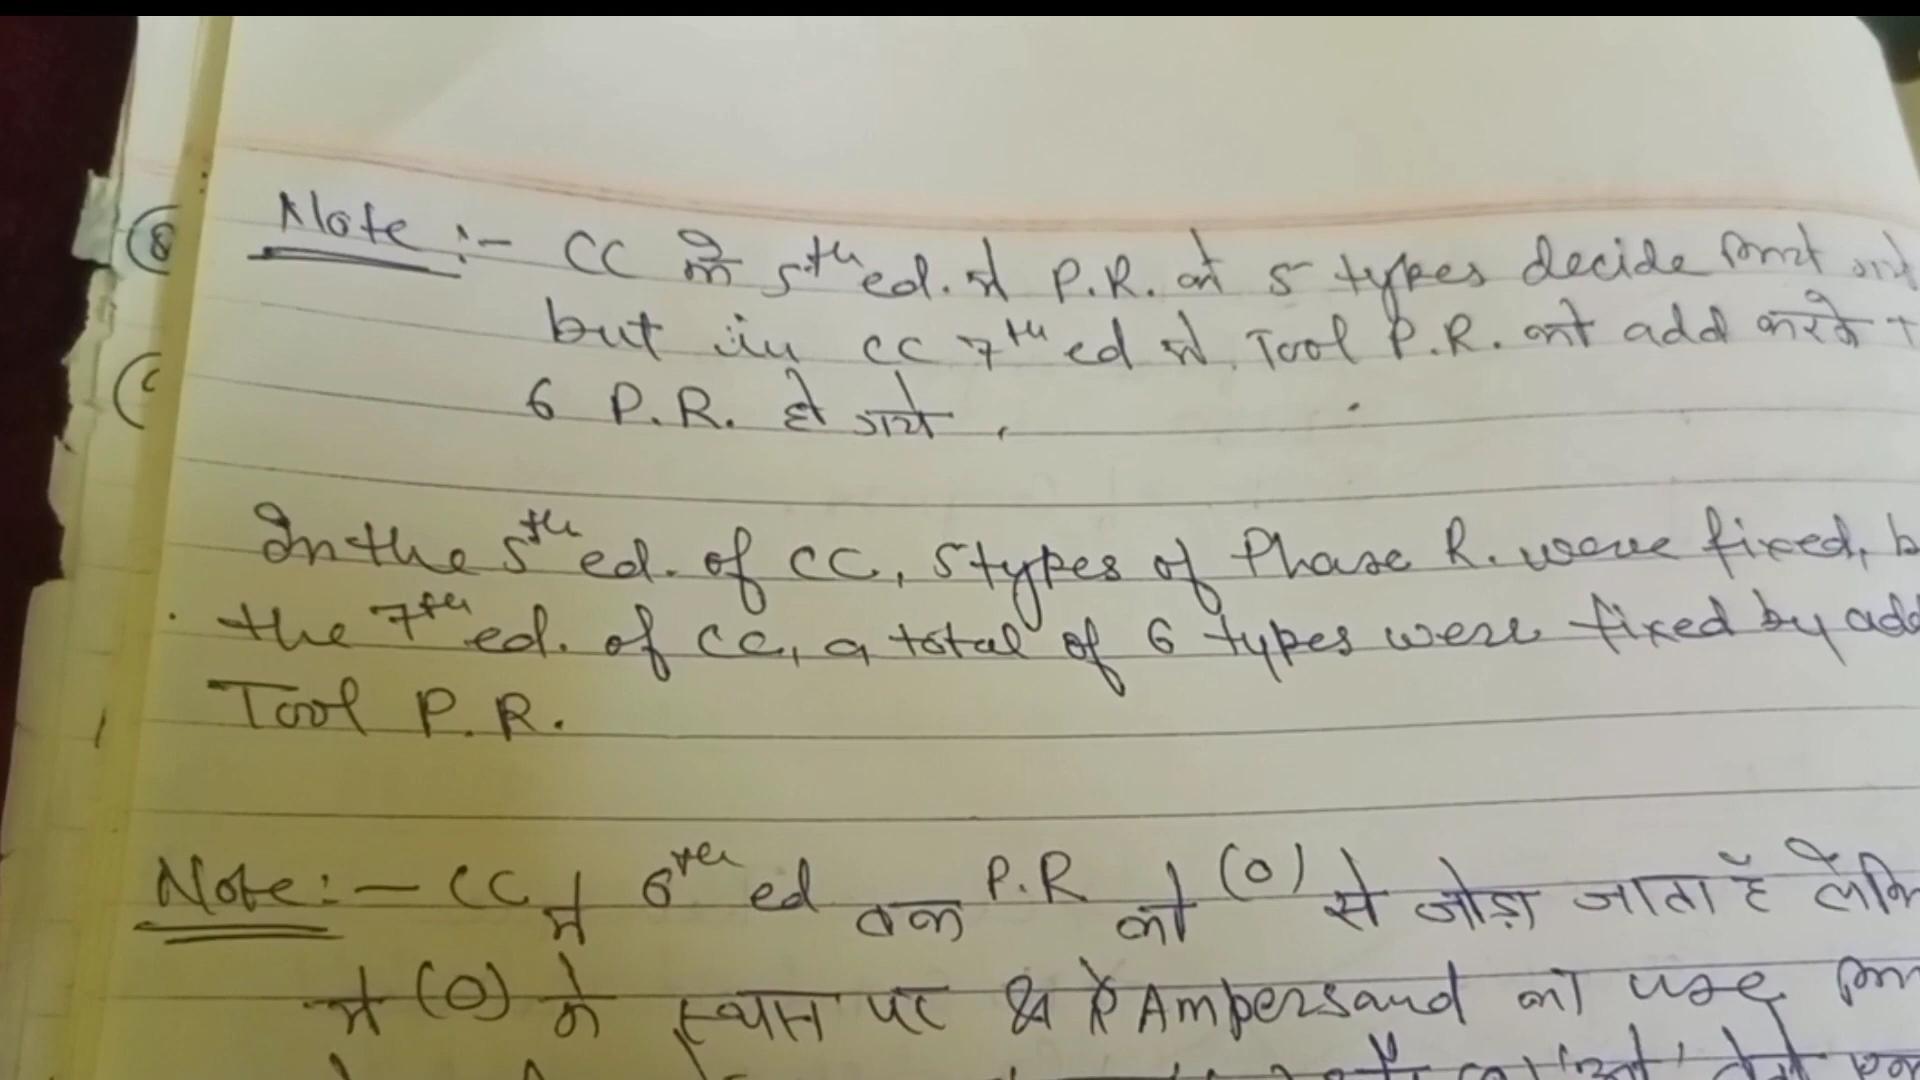 Note :- CC के 5th ed. में P.R. को 5 types decide किया
but in CC 7th ed में Tool P.R. को add करके
6 P.R. हो गये.
In the 5th ed. of CC, 5 types of Phase R. were fixed, b
the 7th ed. of CC, a total of 6 types were fixed by add
Tool P.R.
Note:- CC में 6th ed तक P.R को (0) से जोड़ा जाता है लेकि
में (0) के स्थान पर & Ampersand का use